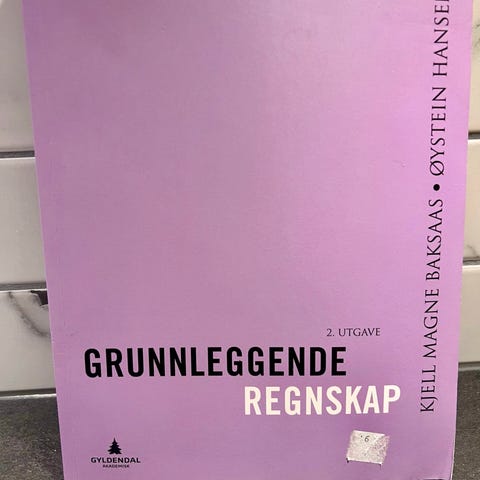 KJELL MAGNE BAKSAAS • ØYSTEIN HANSEN
2. UTGAVE
GRUNNLEGGENDE
REGNSKAP
6
GYLDENDAL
AKADEMISK